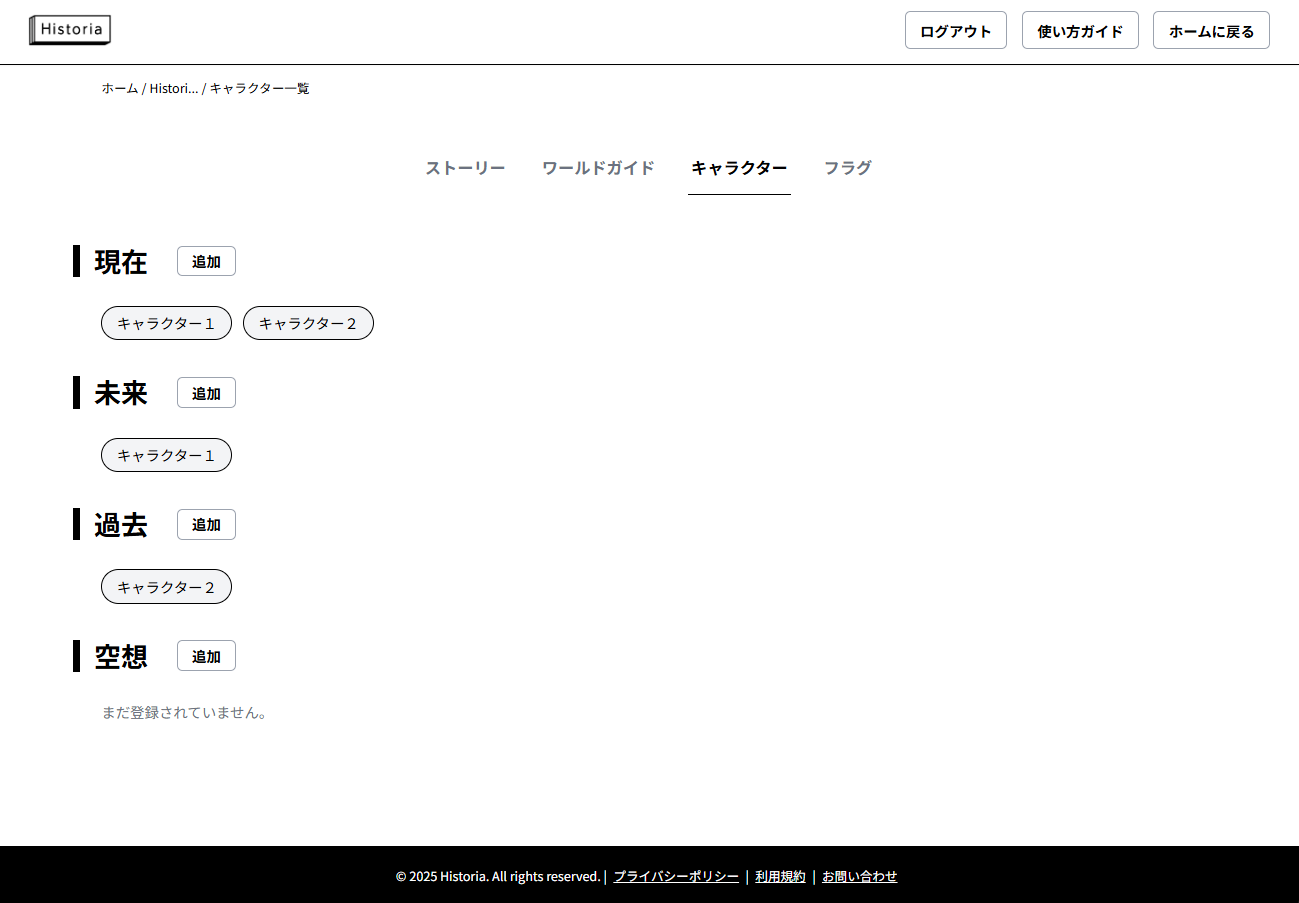 Historia
ログアウト 使い方ガイド ホームに戻る
ホーム / Histori... / キャラクター一覧
ストーリー ワールドガイド キャラクター フラグ
現在 追加
キャラクター１ キャラクター２
未来 追加
キャラクター１
過去 追加
キャラクター２
空想 追加
まだ登録されていません。
© 2025 Historia. All rights reserved. | プライバシーポリシー | 利用規約 | お問い合わせ